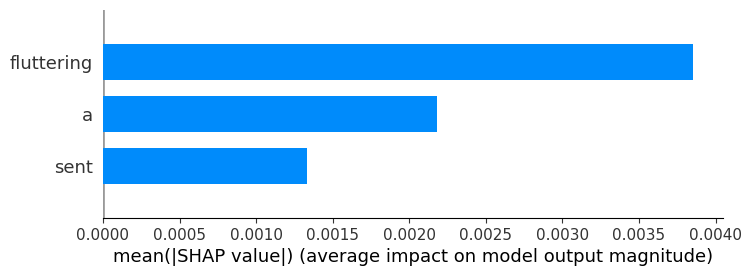 fluttering
a
sent
0.0000 0.0005 0.0010 0.0015 0.0020 0.0025 0.0030 0.0035 0.0040
mean(|SHAP value|) (average impact on model output magnitude)